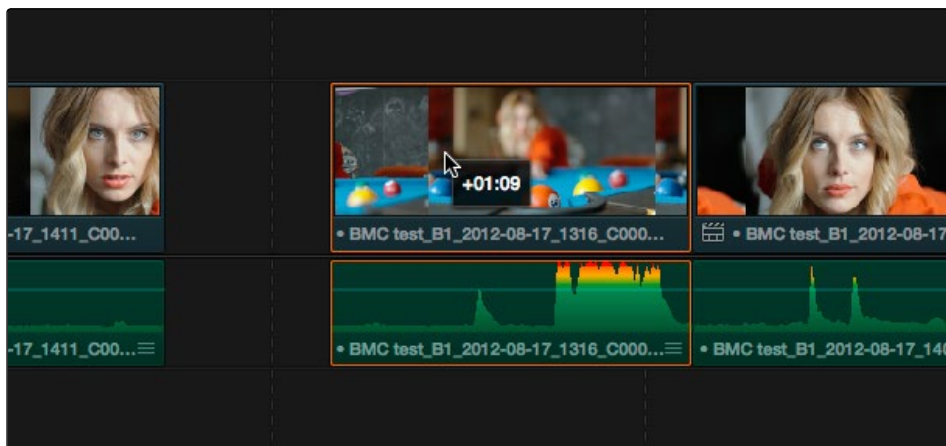 +01:09
-17_1411_C00...
• BMC test_B1_2012-08-17_1316_C000...
• BMC test_B1_2012-08-17
-17_1411_C00...
• BMC test_B1_2012-08-17_1316_C000...
• BMC test_B1_2012-08-17_140